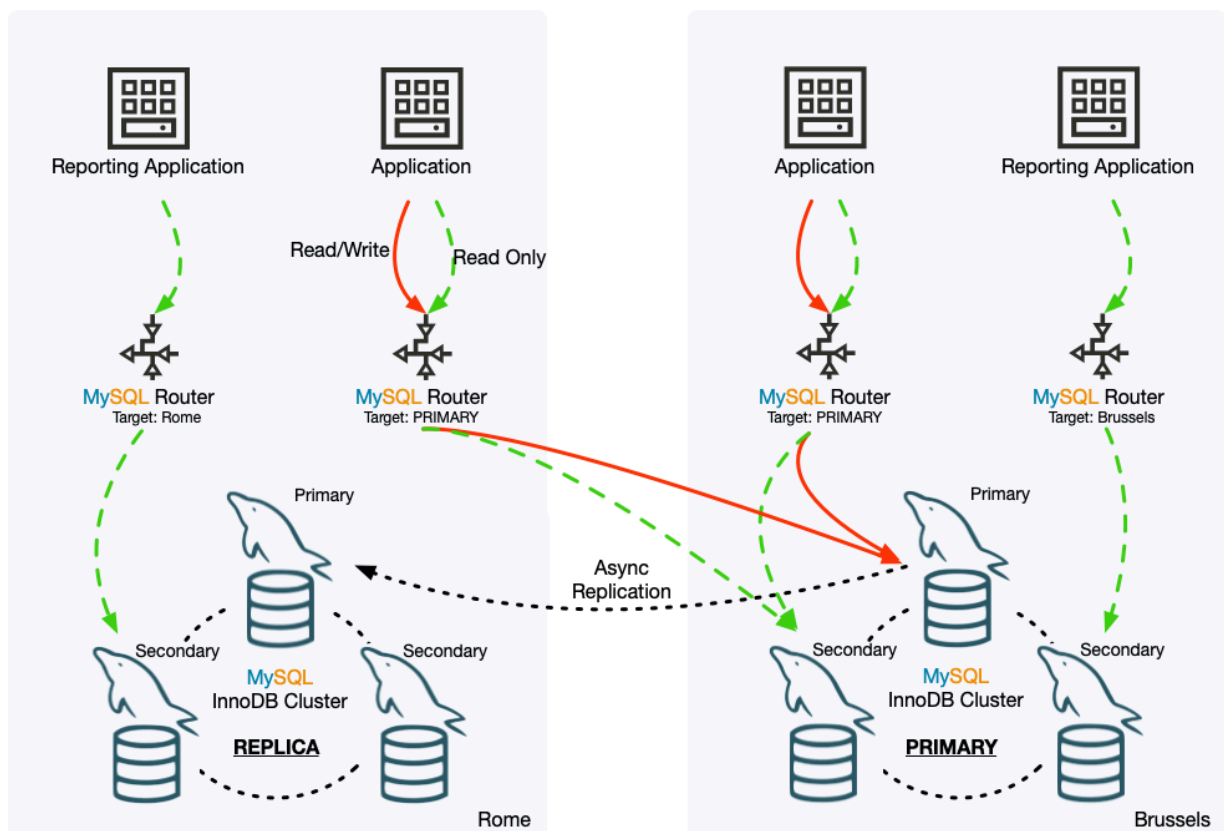 Reporting Application
Application
Application
Reporting Application
Read/Write
Read Only
MySQL Router
Target: Rome
MySQL Router
Target: PRIMARY
MySQL Router
Target: PRIMARY
MySQL Router
Target: Brussels
Primary
Primary
Async
Replication
Secondary
Secondary
MySQL
InnoDB Cluster
REPLICA
Secondary
Secondary
MySQL
InnoDB Cluster
PRIMARY
Rome
Brussels